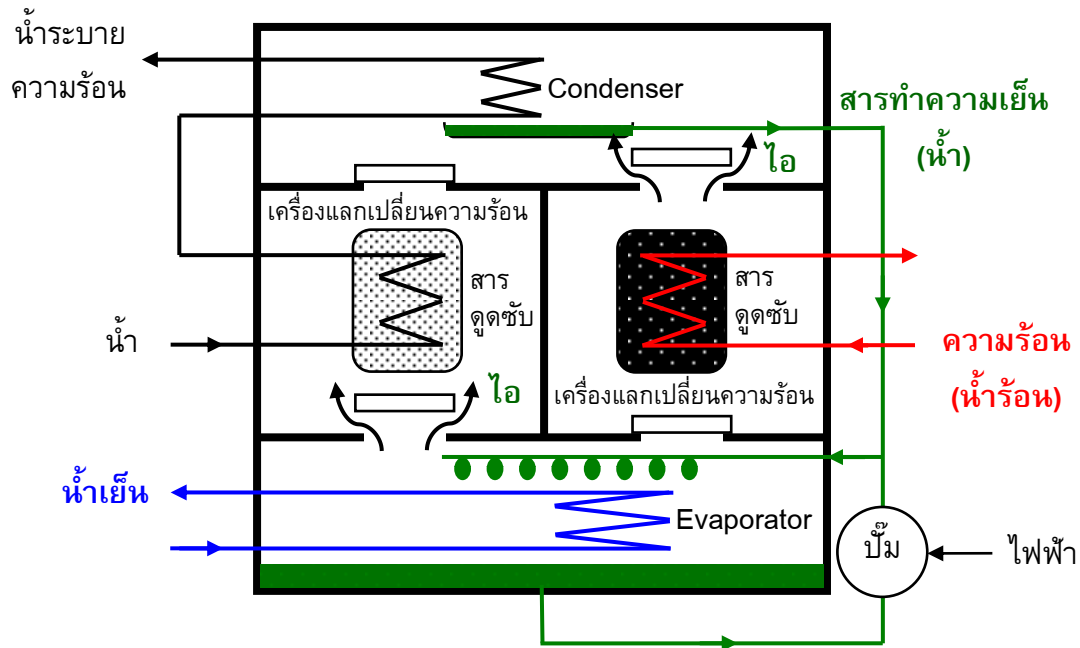 น้ำระบาย
ความร้อน
Condenser
สารทำความเย็น
(น้ำ)
ไอ
เครื่องแลกเปลี่ยนความร้อน
สาร
ดูดซับ
สาร
ดูดซับ
น้ำ
ความร้อน
(น้ำร้อน)
ไอ
เครื่องแลกเปลี่ยนความร้อน
น้ำเย็น
Evaporator
ปั๊ม
ไฟฟ้า